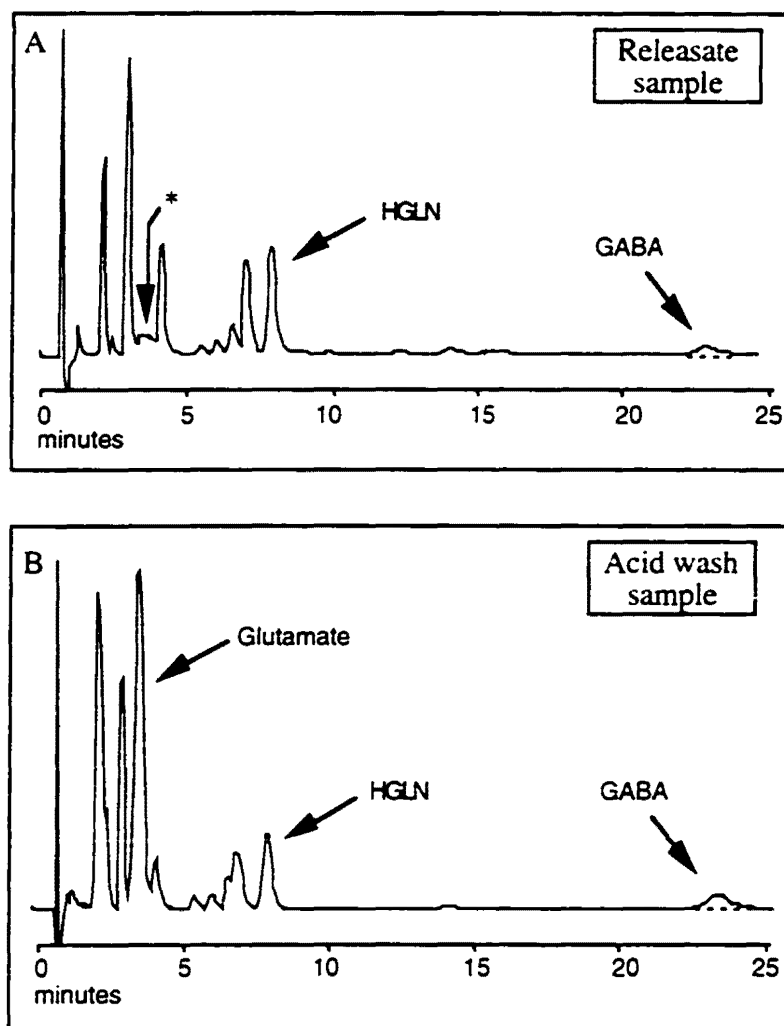 A
Releasate
sample
*
HGLN
GABA
0 5 10 15 20 25
minutes
B
Acid wash
sample
Glutamate
HGLN
GABA
0 5 10 15 20 25
minutes